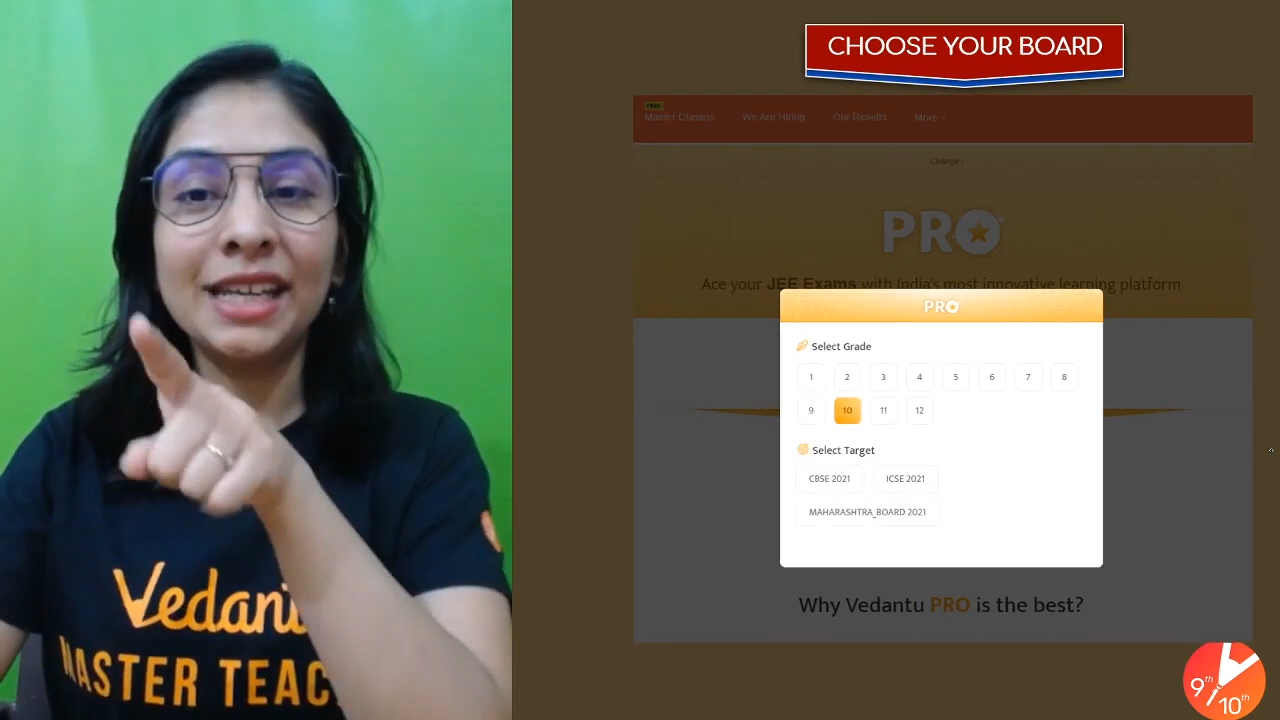 CHOOSE YOUR BOARD
FREE
Master Classes We Are Hiring Our Results More
Change
PRO
Ace your JEE Exams with India's most innovative learning platform
PRO
Select Grade
1 2 3 4 5 6 7 8
9 10 11 12
Select Target
CBSE 2021 ICSE 2021
MAHARASHTRA_BOARD 2021
Why Vedantu PRO is the best?
Vedant
MASTER TEAC
9th
10th